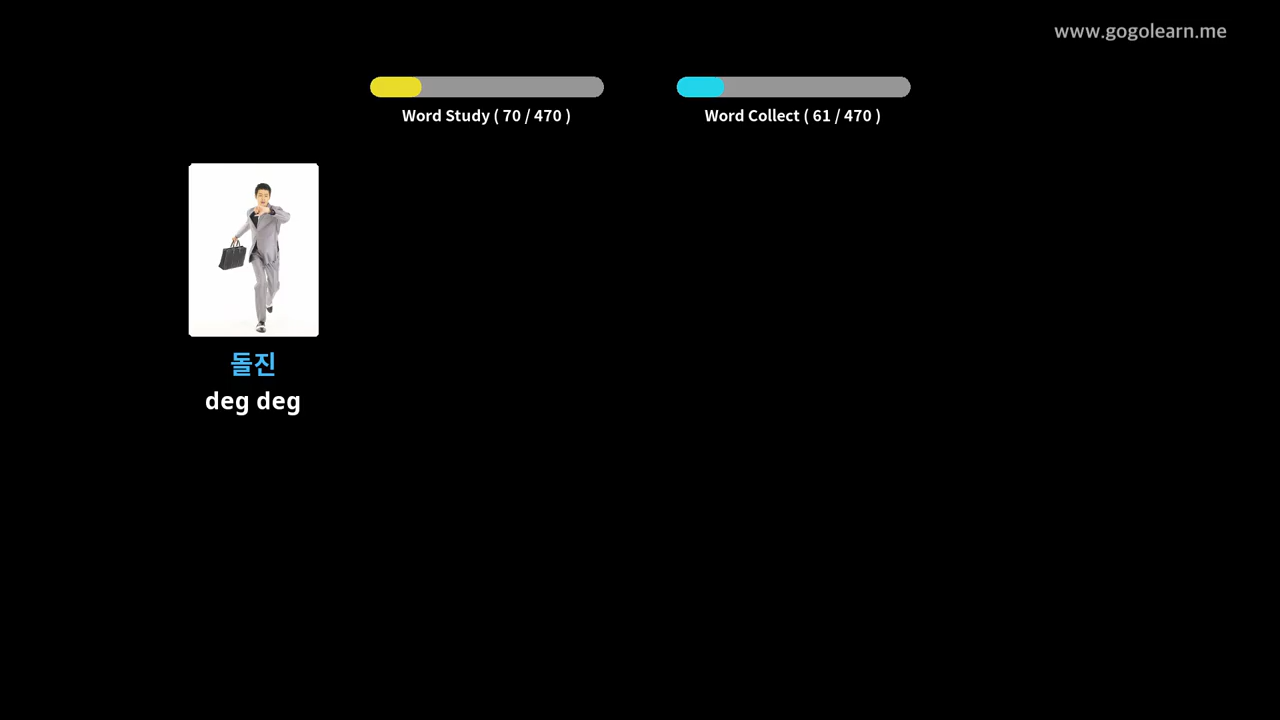 www.gogolearn.me
Word Study ( 70 / 470 )
Word Collect ( 61 / 470 )
돌진
deg deg